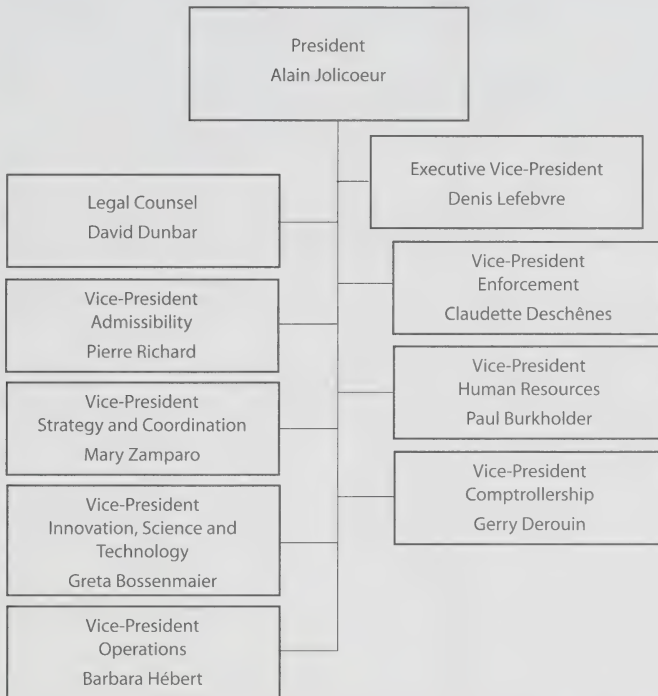 President
Alain Jolicoeur
Executive Vice-President
Denis Lefebvre
Legal Counsel
David Dunbar
Vice-President
Enforcement
Claudette Deschênes
Vice-President
Admissibility
Pierre Richard
Vice-President
Human Resources
Paul Burkholder
Vice-President
Strategy and Coordination
Mary Zamparo
Vice-President
Comptrollership
Gerry Derouin
Vice-President
Innovation, Science and
Technology
Greta Bossenmaier
Vice-President
Operations
Barbara Hébert